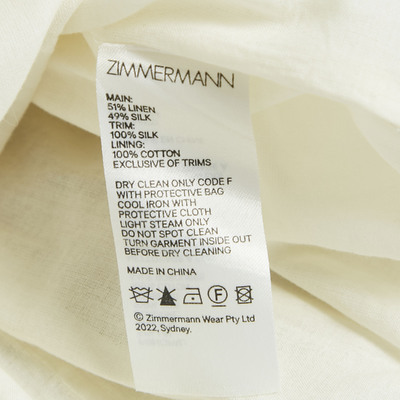 ZIMMERMANN
MAIN:
51% LINEN
49% SILK
TRIM:
100% SILK
LINING:
100% COTTON
EXCLUSIVE OF TRIMS
DRY CLEAN ONLY CODE F
WITH PROTECTIVE BAG
COOL IRON WITH
PROTECTIVE CLOTH
LIGHT STEAM ONLY
DO NOT SPOT CLEAN
TURN GARMENT INSIDE OUT
BEFORE DRY CLEANING
MADE IN CHINA
F
© Zimmermann Wear Pty Ltd
2022, Sydney.